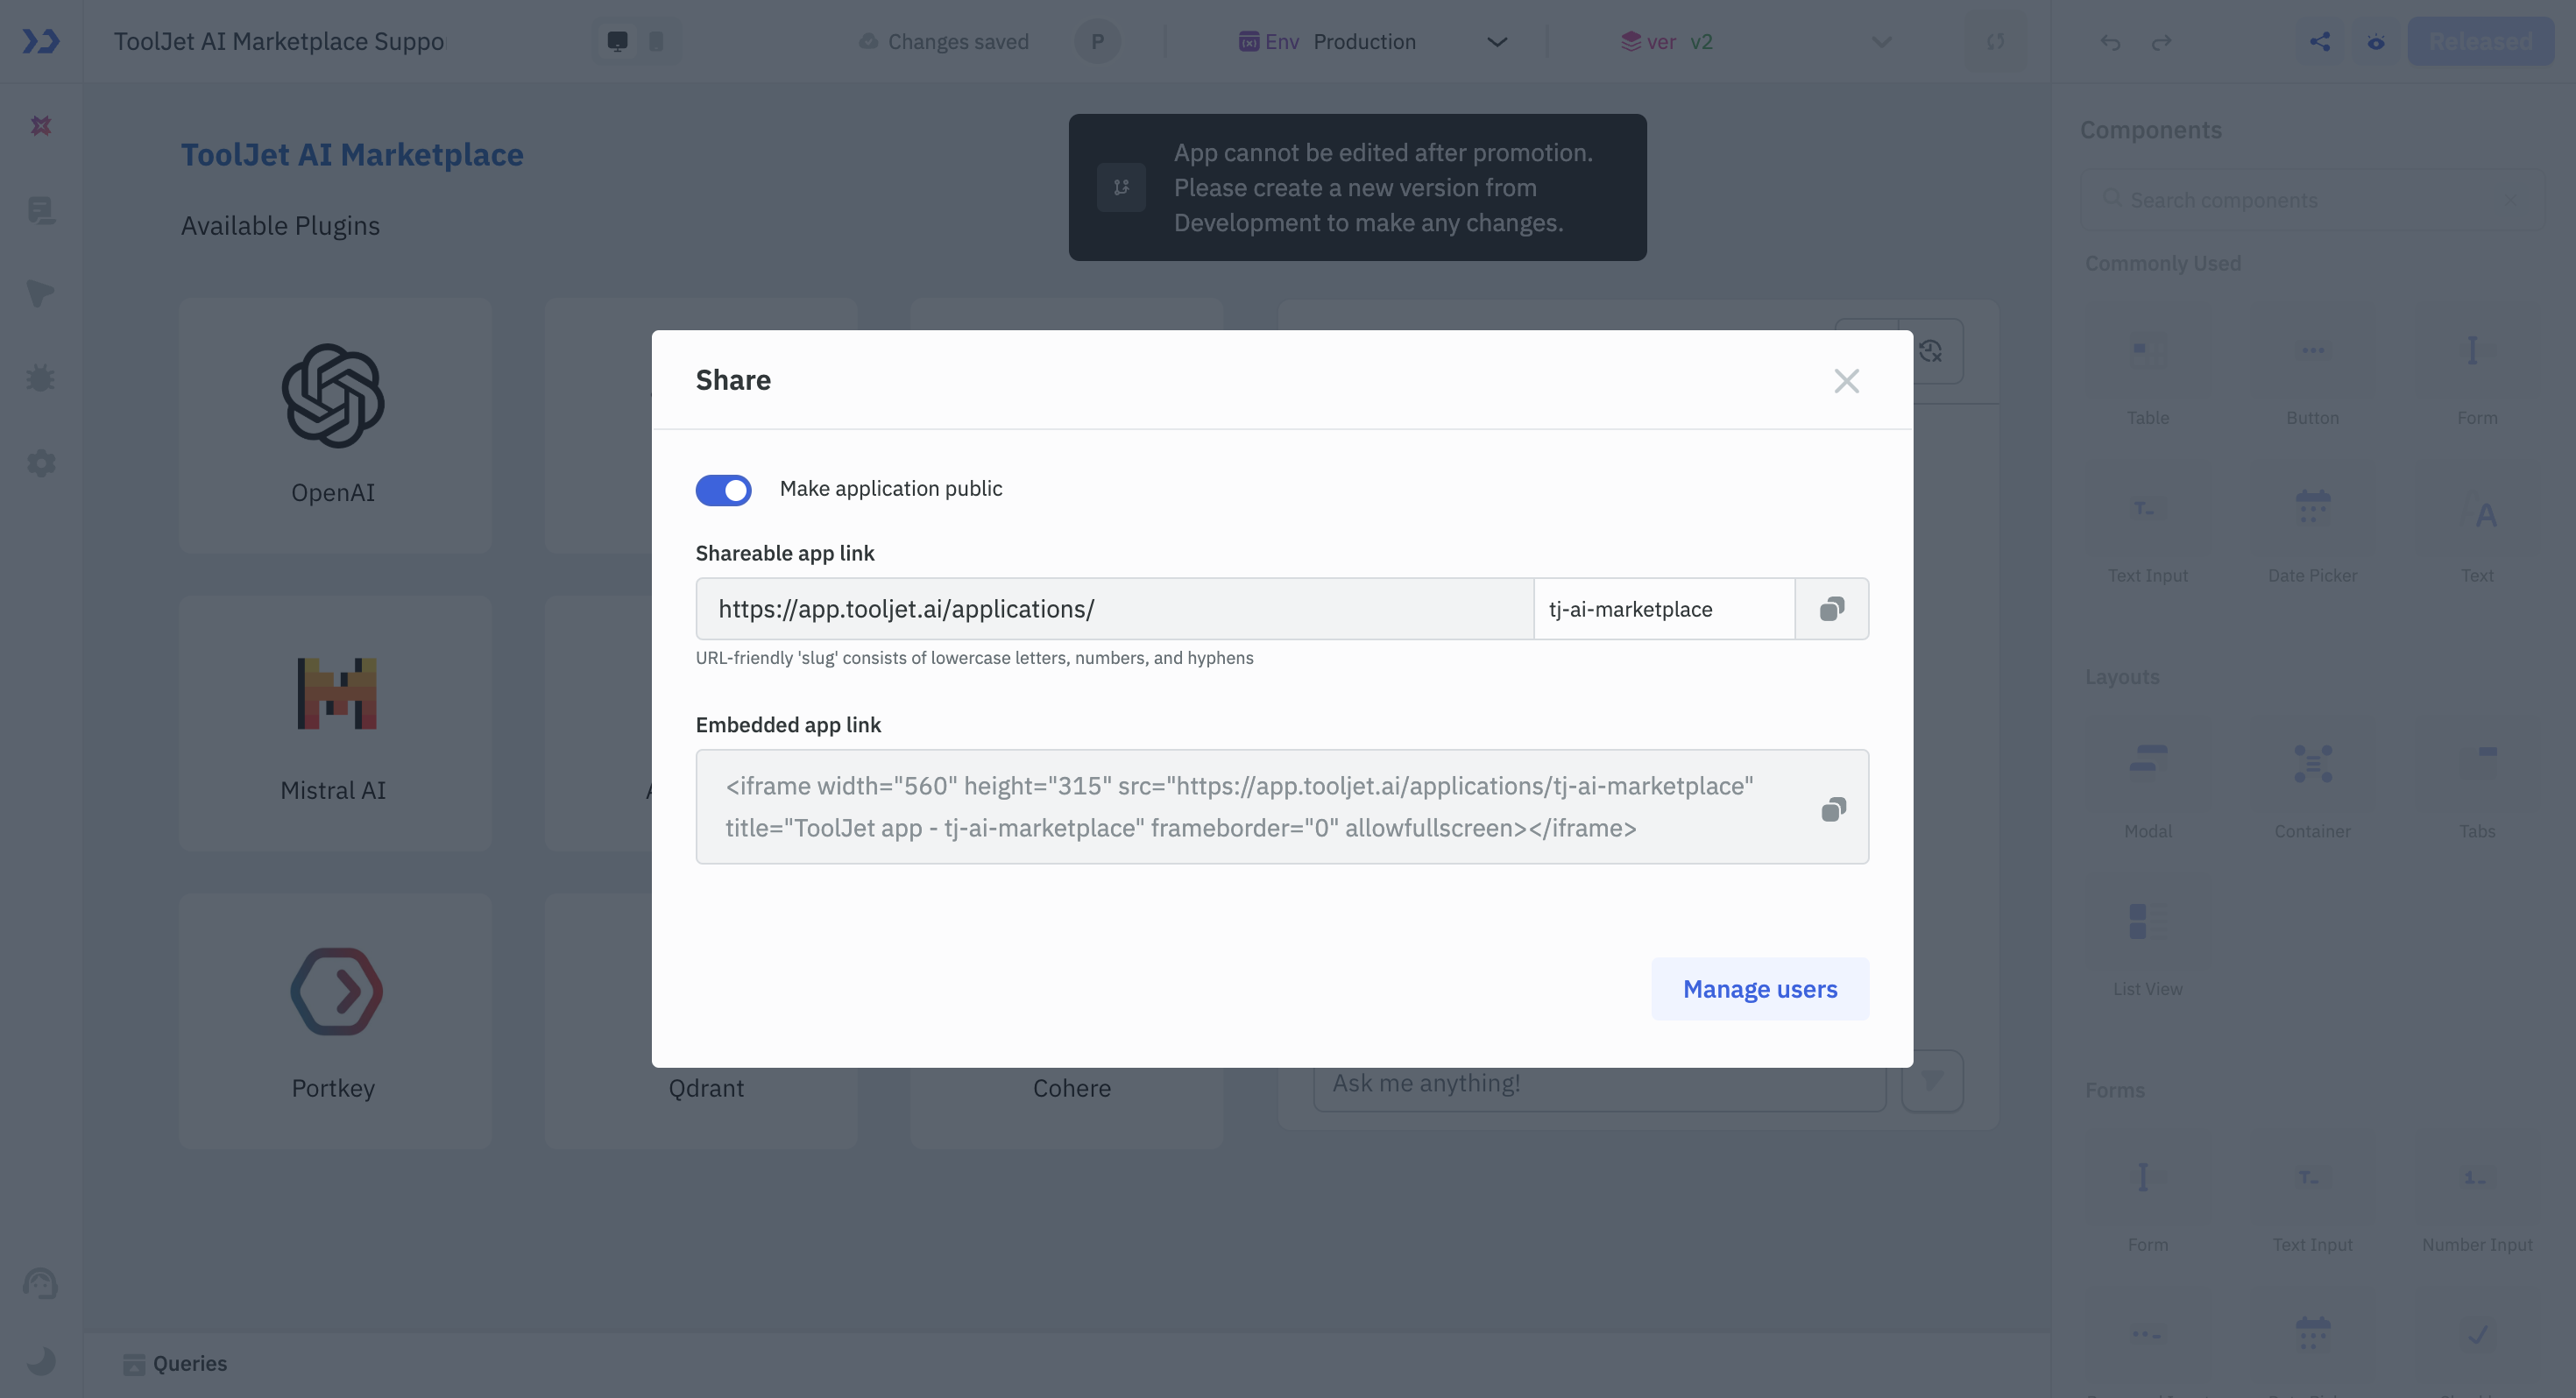 ToolJet AI Marketplace Suppo
Changes saved
P
Env Production
ver v2
Released
ToolJet AI Marketplace
Available Plugins
App cannot be edited after promotion.
Please create a new version from
Development to make any changes.
Components
Search components
Commonly Used
Table
Button
Form
Text Input
Date Picker
Text
Layouts
Modal
Container
Tabs
List View
Forms
Form
Text Input
Number Input
OpenAI
Mistral AI
Portkey
Qdrant
Cohere
Ask me anything!
Share
Make application public
Shareable app link
https://app.tooljet.ai/applications/
tj-ai-marketplace
URL-friendly 'slug' consists of lowercase letters, numbers, and hyphens
Embedded app link
<iframe width="560" height="315" src="https://app.tooljet.ai/applications/tj-ai-marketplace"
title="ToolJet app - tj-ai-marketplace" frameborder="0" allowfullscreen></iframe>
Manage users
Queries